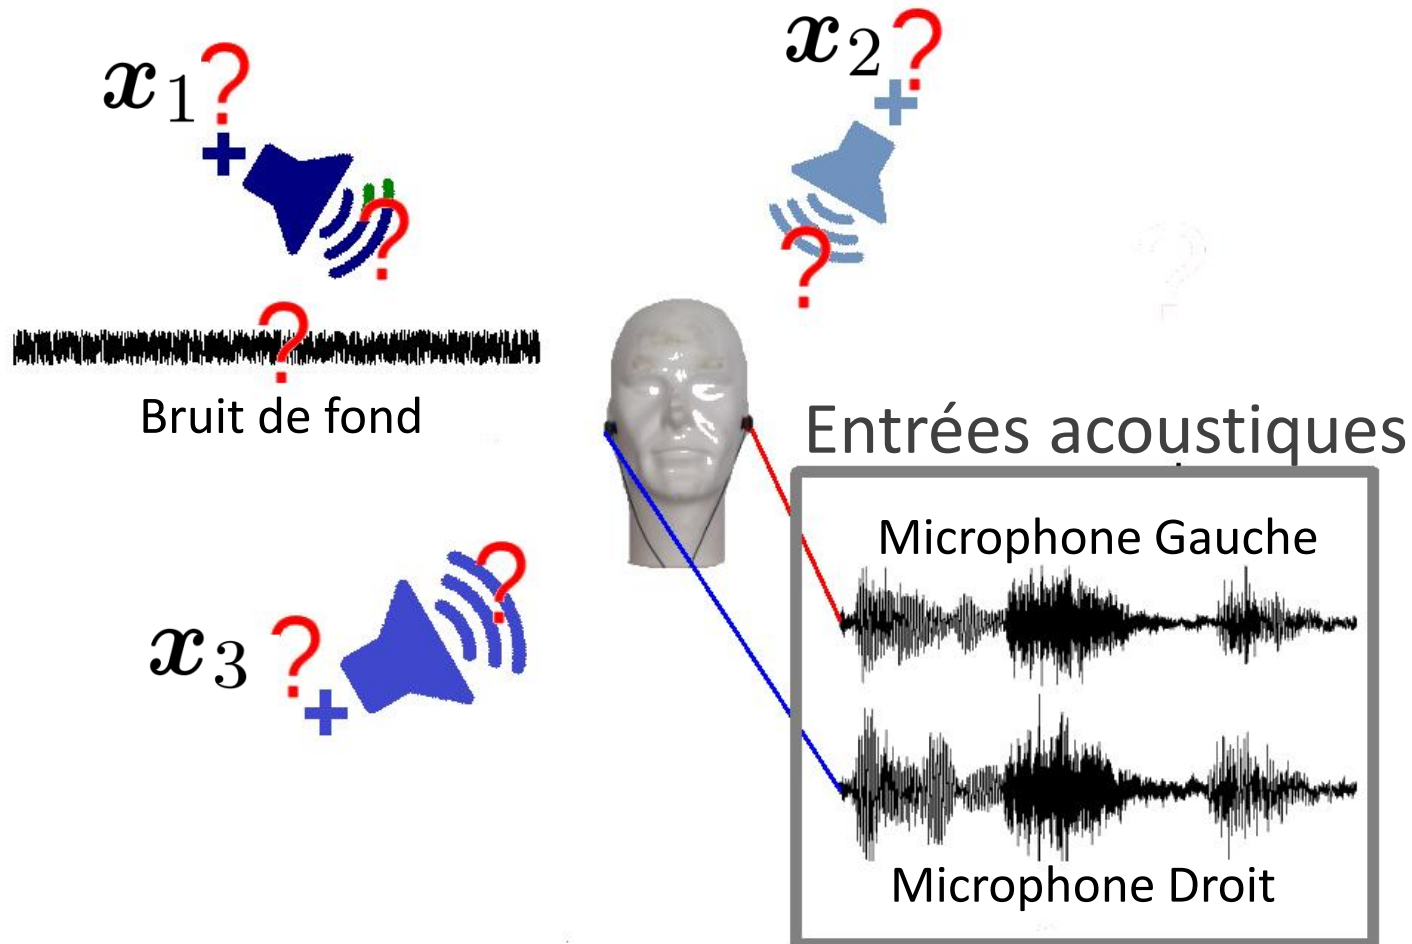 x1?
x2?
?
?
?
Bruit de fond
Entrées acoustiques
Microphone Gauche
?
x3 ?
Microphone Droit